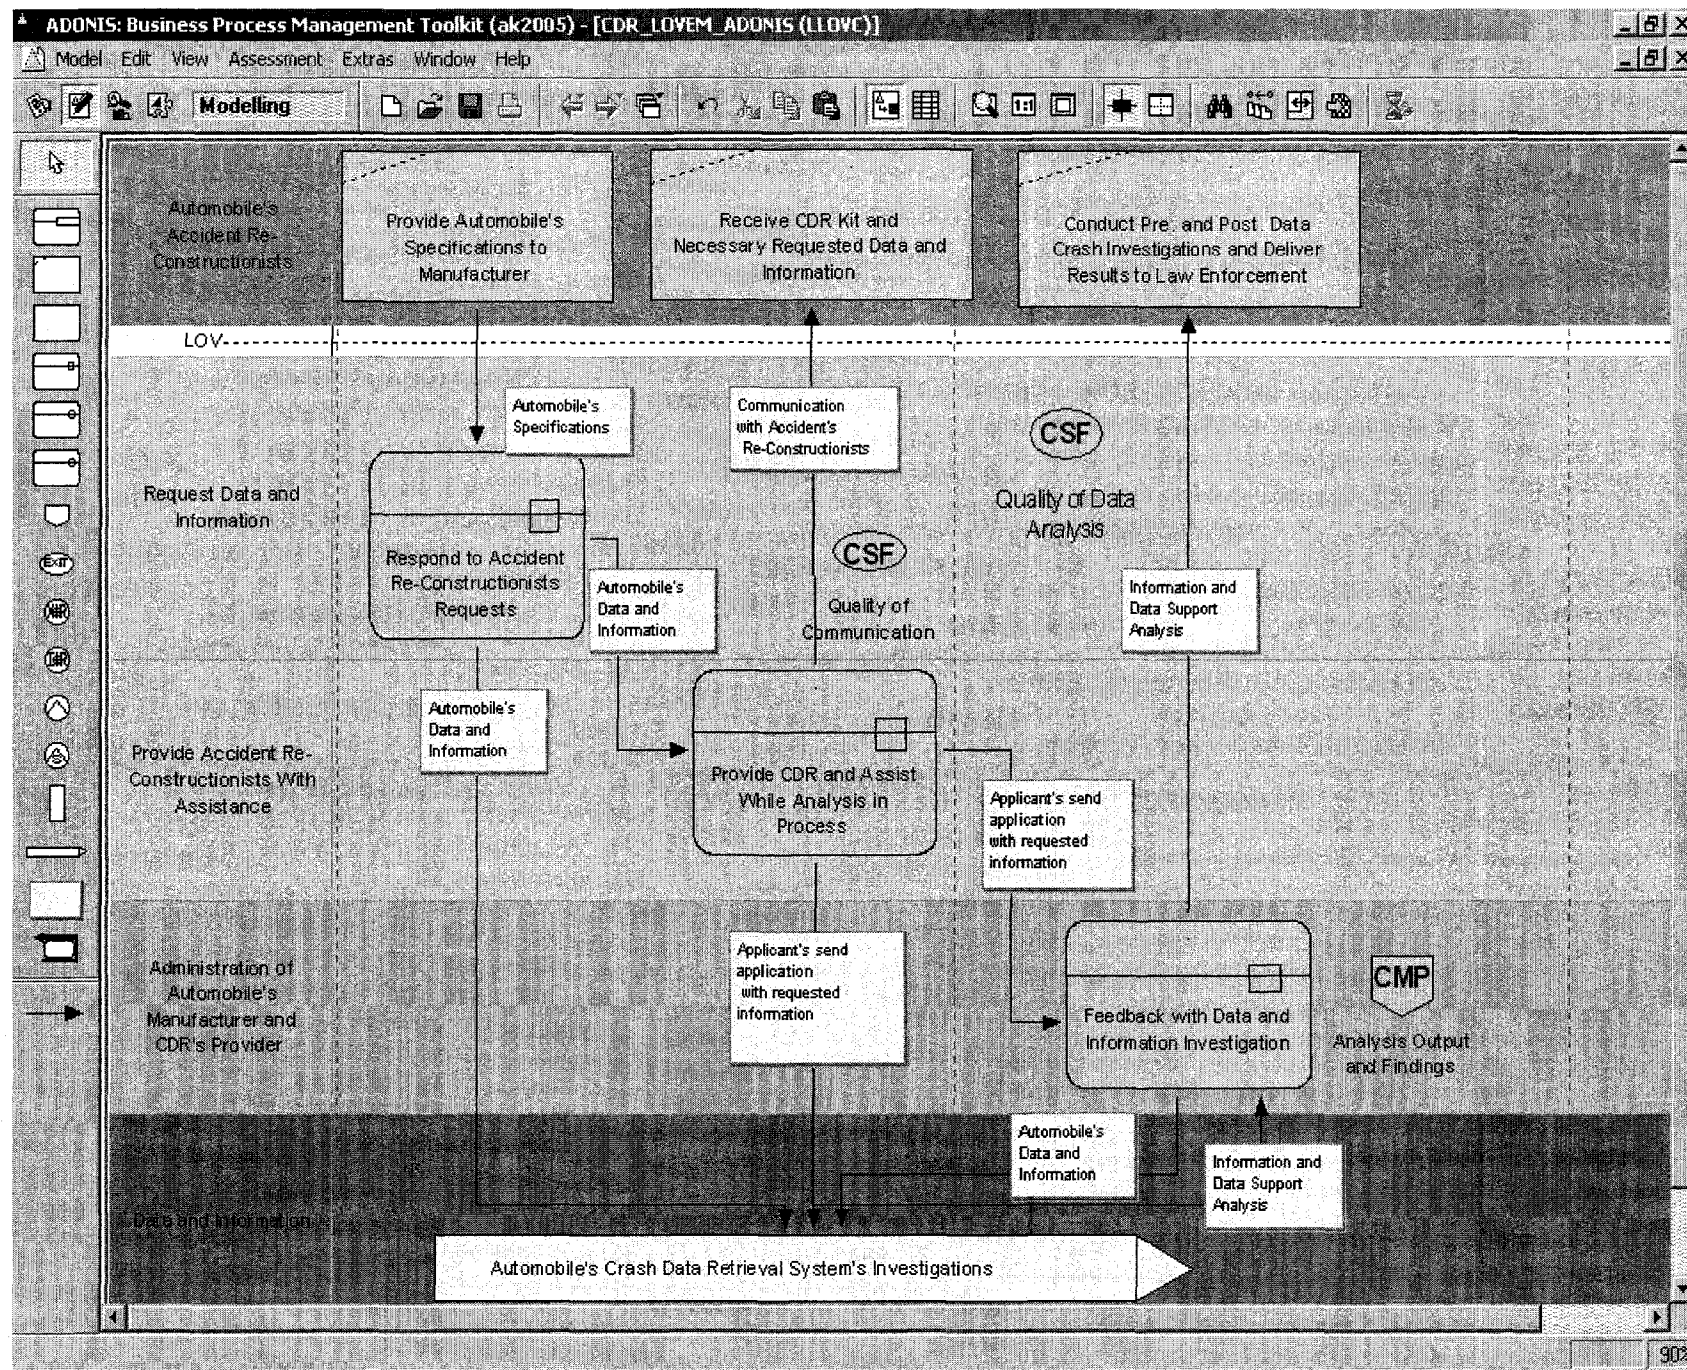 ADONIS: Business Process Management Toolkit (ak2005) - [CDR_LOVEM_ADONIS (LLOVC)]
Model Edit View Assessment Extras Window Help
Modelling
1:1
Automobile's
Accident Re-
Constructionists
Provide Automobile's
Specifications to
Manufacturer
Receive CDR Kit and
Necessary Requested Data and
Information
Conduct Pre. and Post. Data
Crash Investigations and Deliver
Results to Law Enforcement
LOV
Automobile's
Specifications
Communication
with Accident's
Re-Constructionists
CSF
Quality of Data
Analysis
Request Data and
Information
Respond to Accident
Re-Constructionists
Requests
Automobile's
Data and
Information
CSF
Quality of
Communication
Information and
Data Support
Analysis
EXIT
Automobile's
Data and
Information
Provide Accident Re-
Constructionists With
Assistance
Provide CDR and Assist
While Analysis in
Process
Applicant's send
application
with requested
information
Administration of
Automobile's
Manufacturer and
CDR's Provider
Applicant's send
application
with requested
information
Feedback with Data and
Information Investigation
CMP
Analysis Output
and Findings
Automobile's
Data and
Information
Information and
Data Support
Analysis
Data and Information
Automobile's Crash Data Retrieval System's Investigations